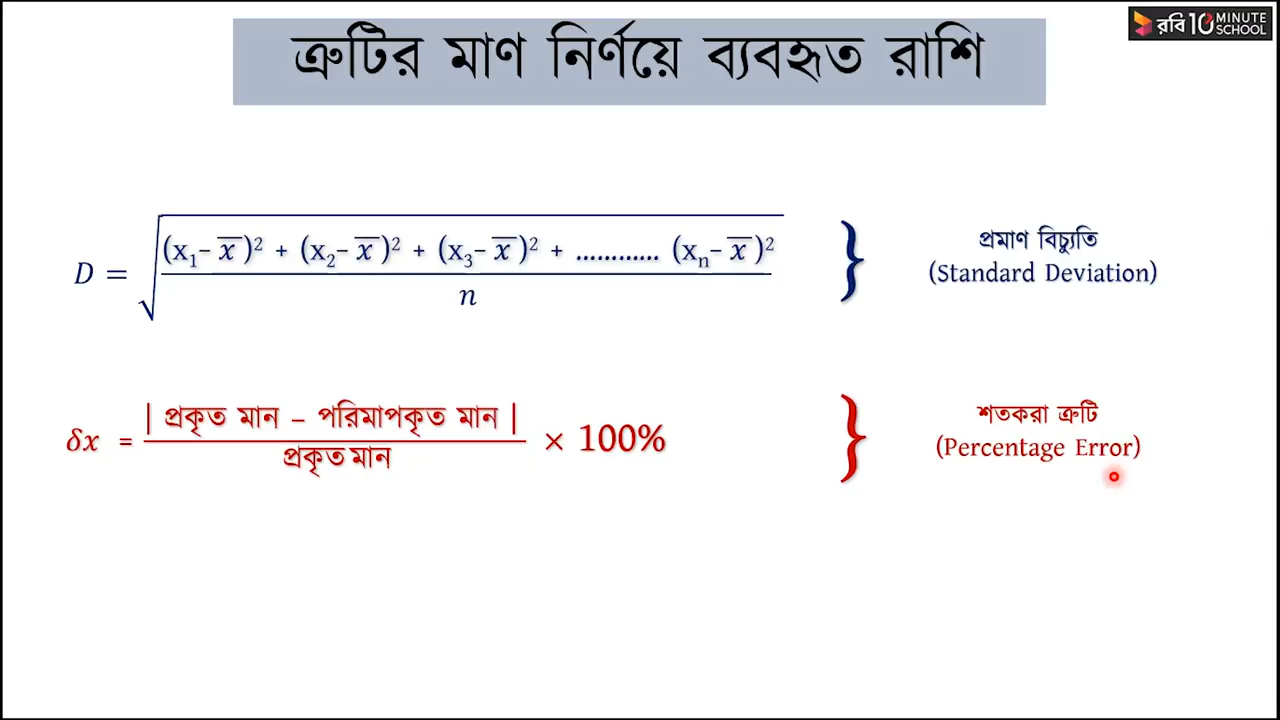 রবি 10 MINUTE SCHOOL
ত্রুটির মাণ নির্ণয়ে ব্যবহৃত রাশি
D = √((x₁– x̅)² + (x₂– x̅)² + (x₃– x̅)² + ............ (xₙ– x̅)² / n)
প্রমাণ বিচ্যুতি
(Standard Deviation)
δx = | প্রকৃত মান – পরিমাপকৃত মান | / প্রকৃত মান × 100%
শতকরা ত্রুটি
(Percentage Error)